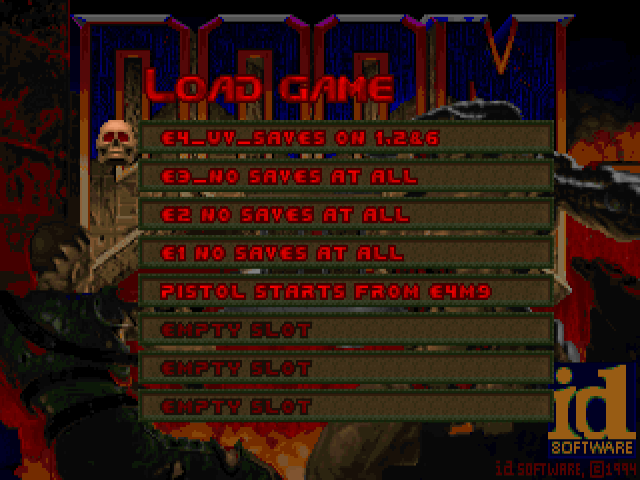 DOOM
LOAD GAME
E4_UV_SAVES ON 1,2&6
E3_NO SAVES AT ALL
E2 NO SAVES AT ALL
E1 NO SAVES AT ALL
PISTOL STARTS FROM E4M9
EMPTY SLOT
EMPTY SLOT
EMPTY SLOT
id
SOFTWARE
id SOFTWARE, ©1994